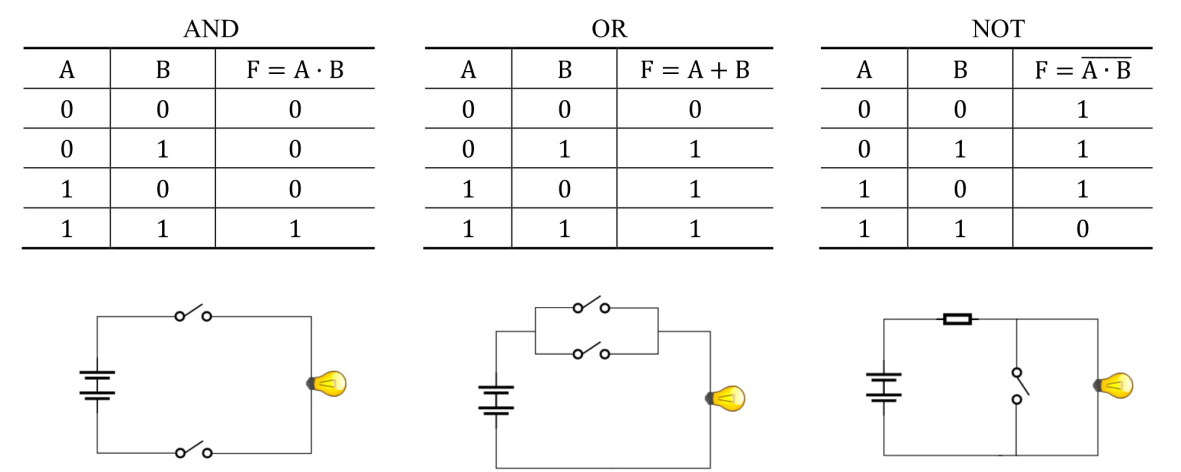 AND
A B F = A · B
0 0 0
0 1 0
1 0 0
1 1 1
OR
A B F = A + B
0 0 0
0 1 1
1 0 1
1 1 1
NOT
A B F = \overline{A · B}
0 0 1
0 1 1
1 0 1
1 1 0